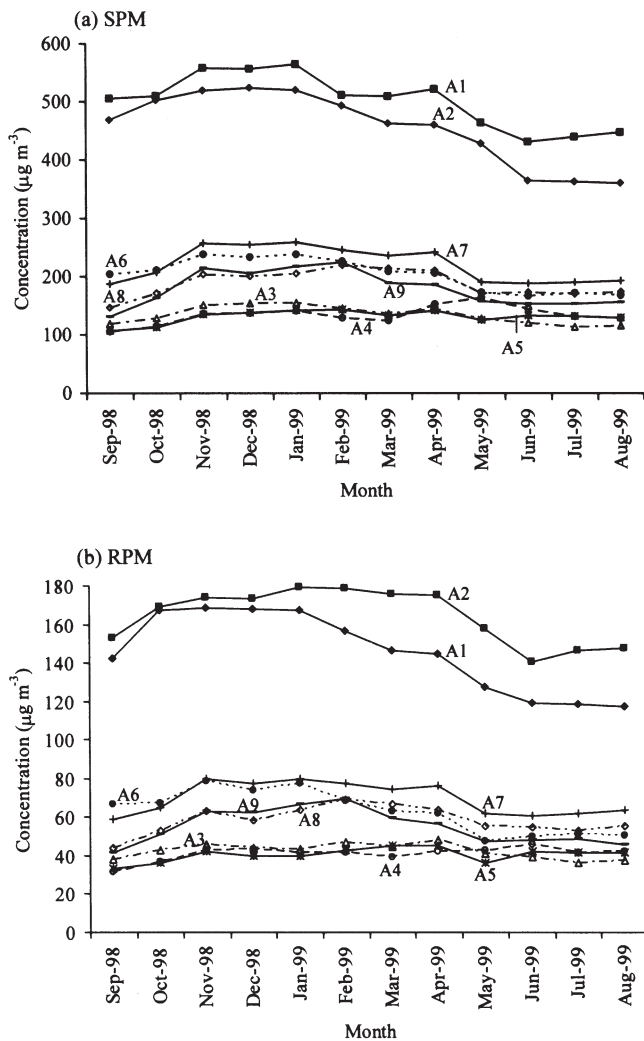 (a) SPM
600
500
400
300
200
100
0
Concentration (µg m⁻³)
A1
A2
A6
A7
A8
A3
A9
A4
A5
Sep-98
Oct-98
Nov-98
Dec-98
Jan-99
Feb-99
Mar-99
Apr-99
May-99
Jun-99
Jul-99
Aug-99
Month
(b) RPM
180
160
140
120
100
80
60
40
20
0
Concentration (µg m⁻³)
A2
A1
A6
A9
A7
A8
A3
A4
A5
Sep-98
Oct-98
Nov-98
Dec-98
Jan-99
Feb-99
Mar-99
Apr-99
May-99
Jun-99
Jul-99
Aug-99
Month